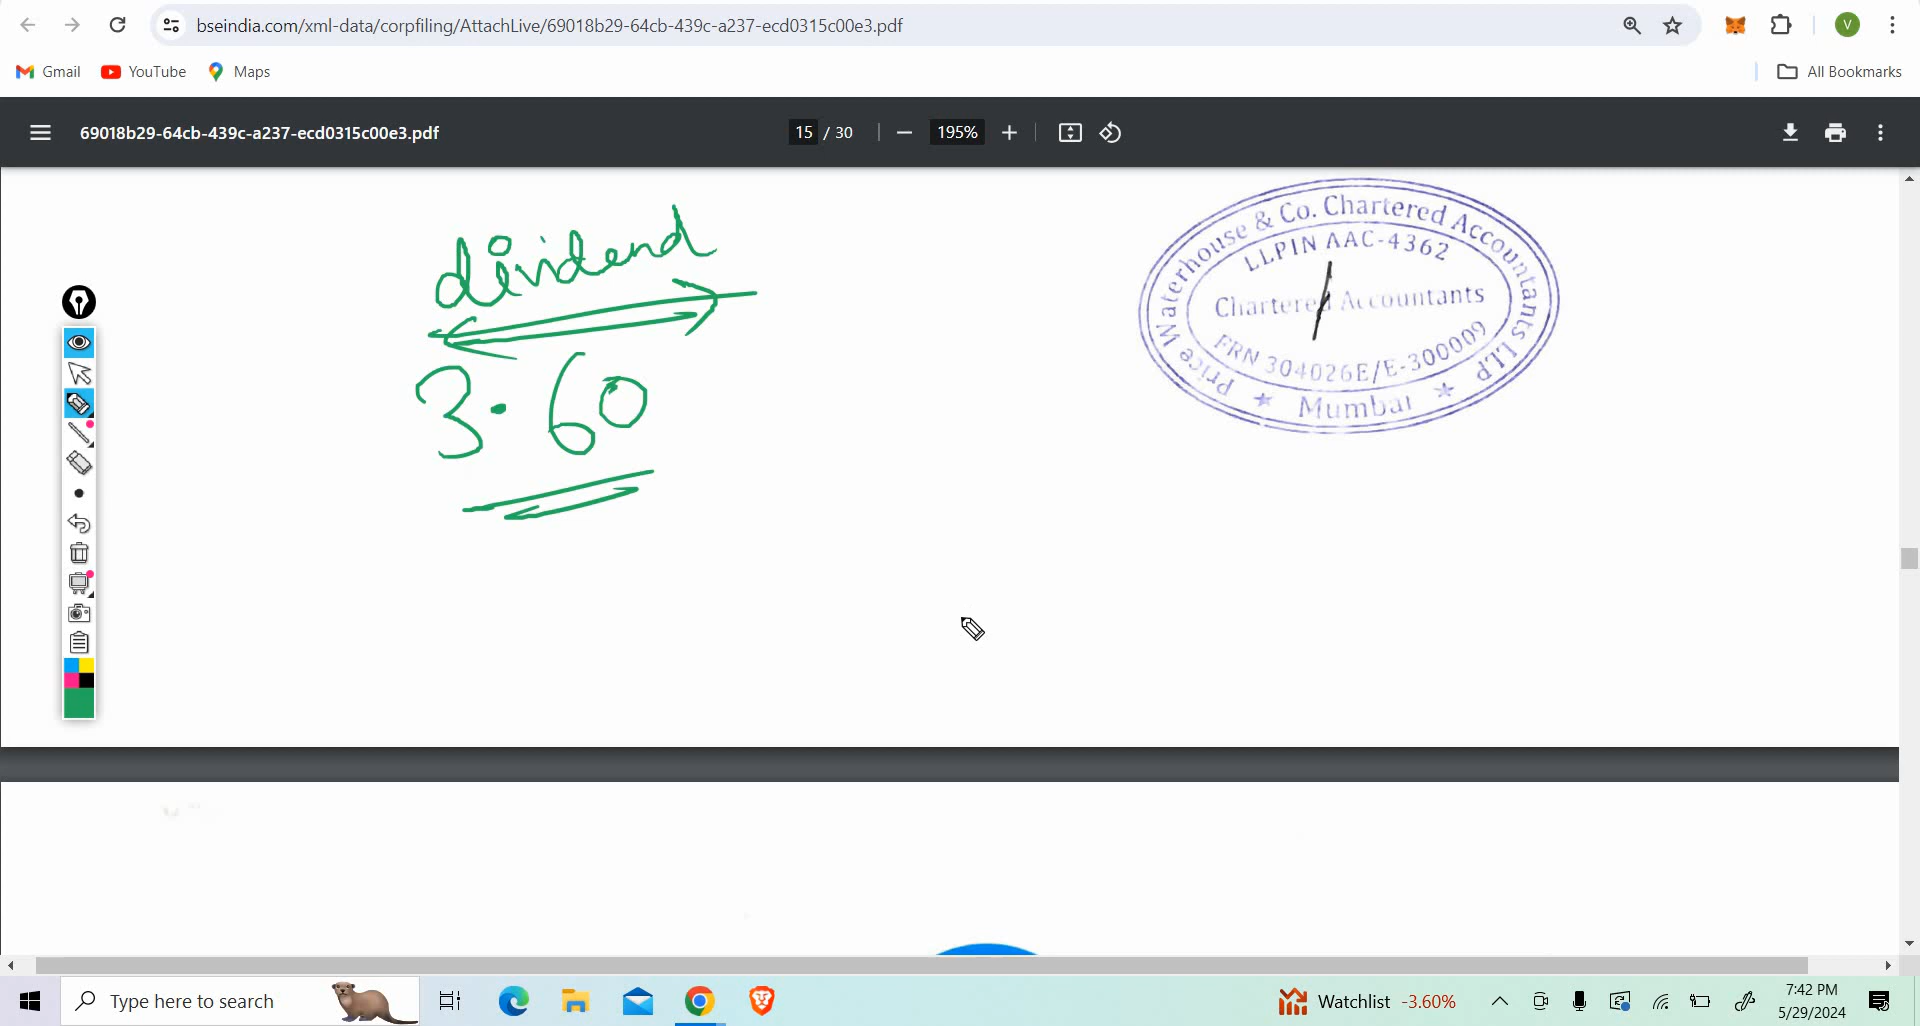 bseindia.com/xml-data/corpfiling/AttachLive/69018b29-64cb-439c-a237-ecd0315c00e3.pdf
V
Gmail
YouTube
Maps
All Bookmarks
69018b29-64cb-439c-a237-ecd0315c00e3.pdf
15 / 30
195%
dividend
3.60
Price Waterhouse & Co. Chartered Accountants LLP
LLPIN AAC-4362
Chartered Accountants
FRN 304026E/E-300009
★ Mumbai ★
Type here to search
Watchlist -3.60%
7:42 PM
5/29/2024